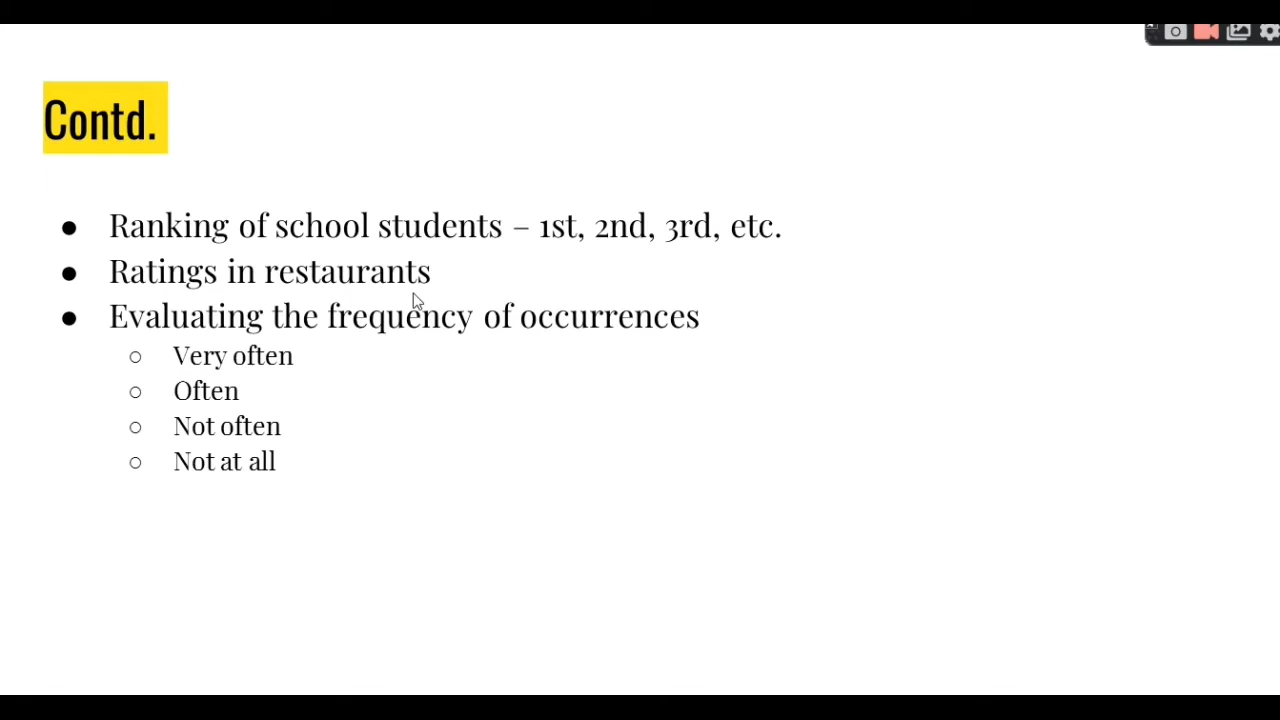 Contd.
● Ranking of school students – 1st, 2nd, 3rd, etc.
● Ratings in restaurants
● Evaluating the frequency of occurrences
○ Very often
○ Often
○ Not often
○ Not at all